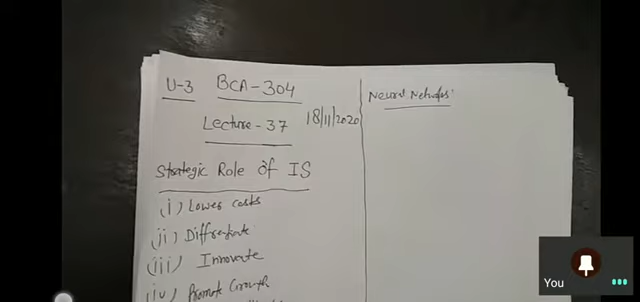 U-3 BCA-304
Lecture-37 18/11/2020
Strategic Role of IS
(i) Lower costs
(ii) Diffrentiate
(iii) Innovate
(iv) Promote Growth
Neural Networks:
You